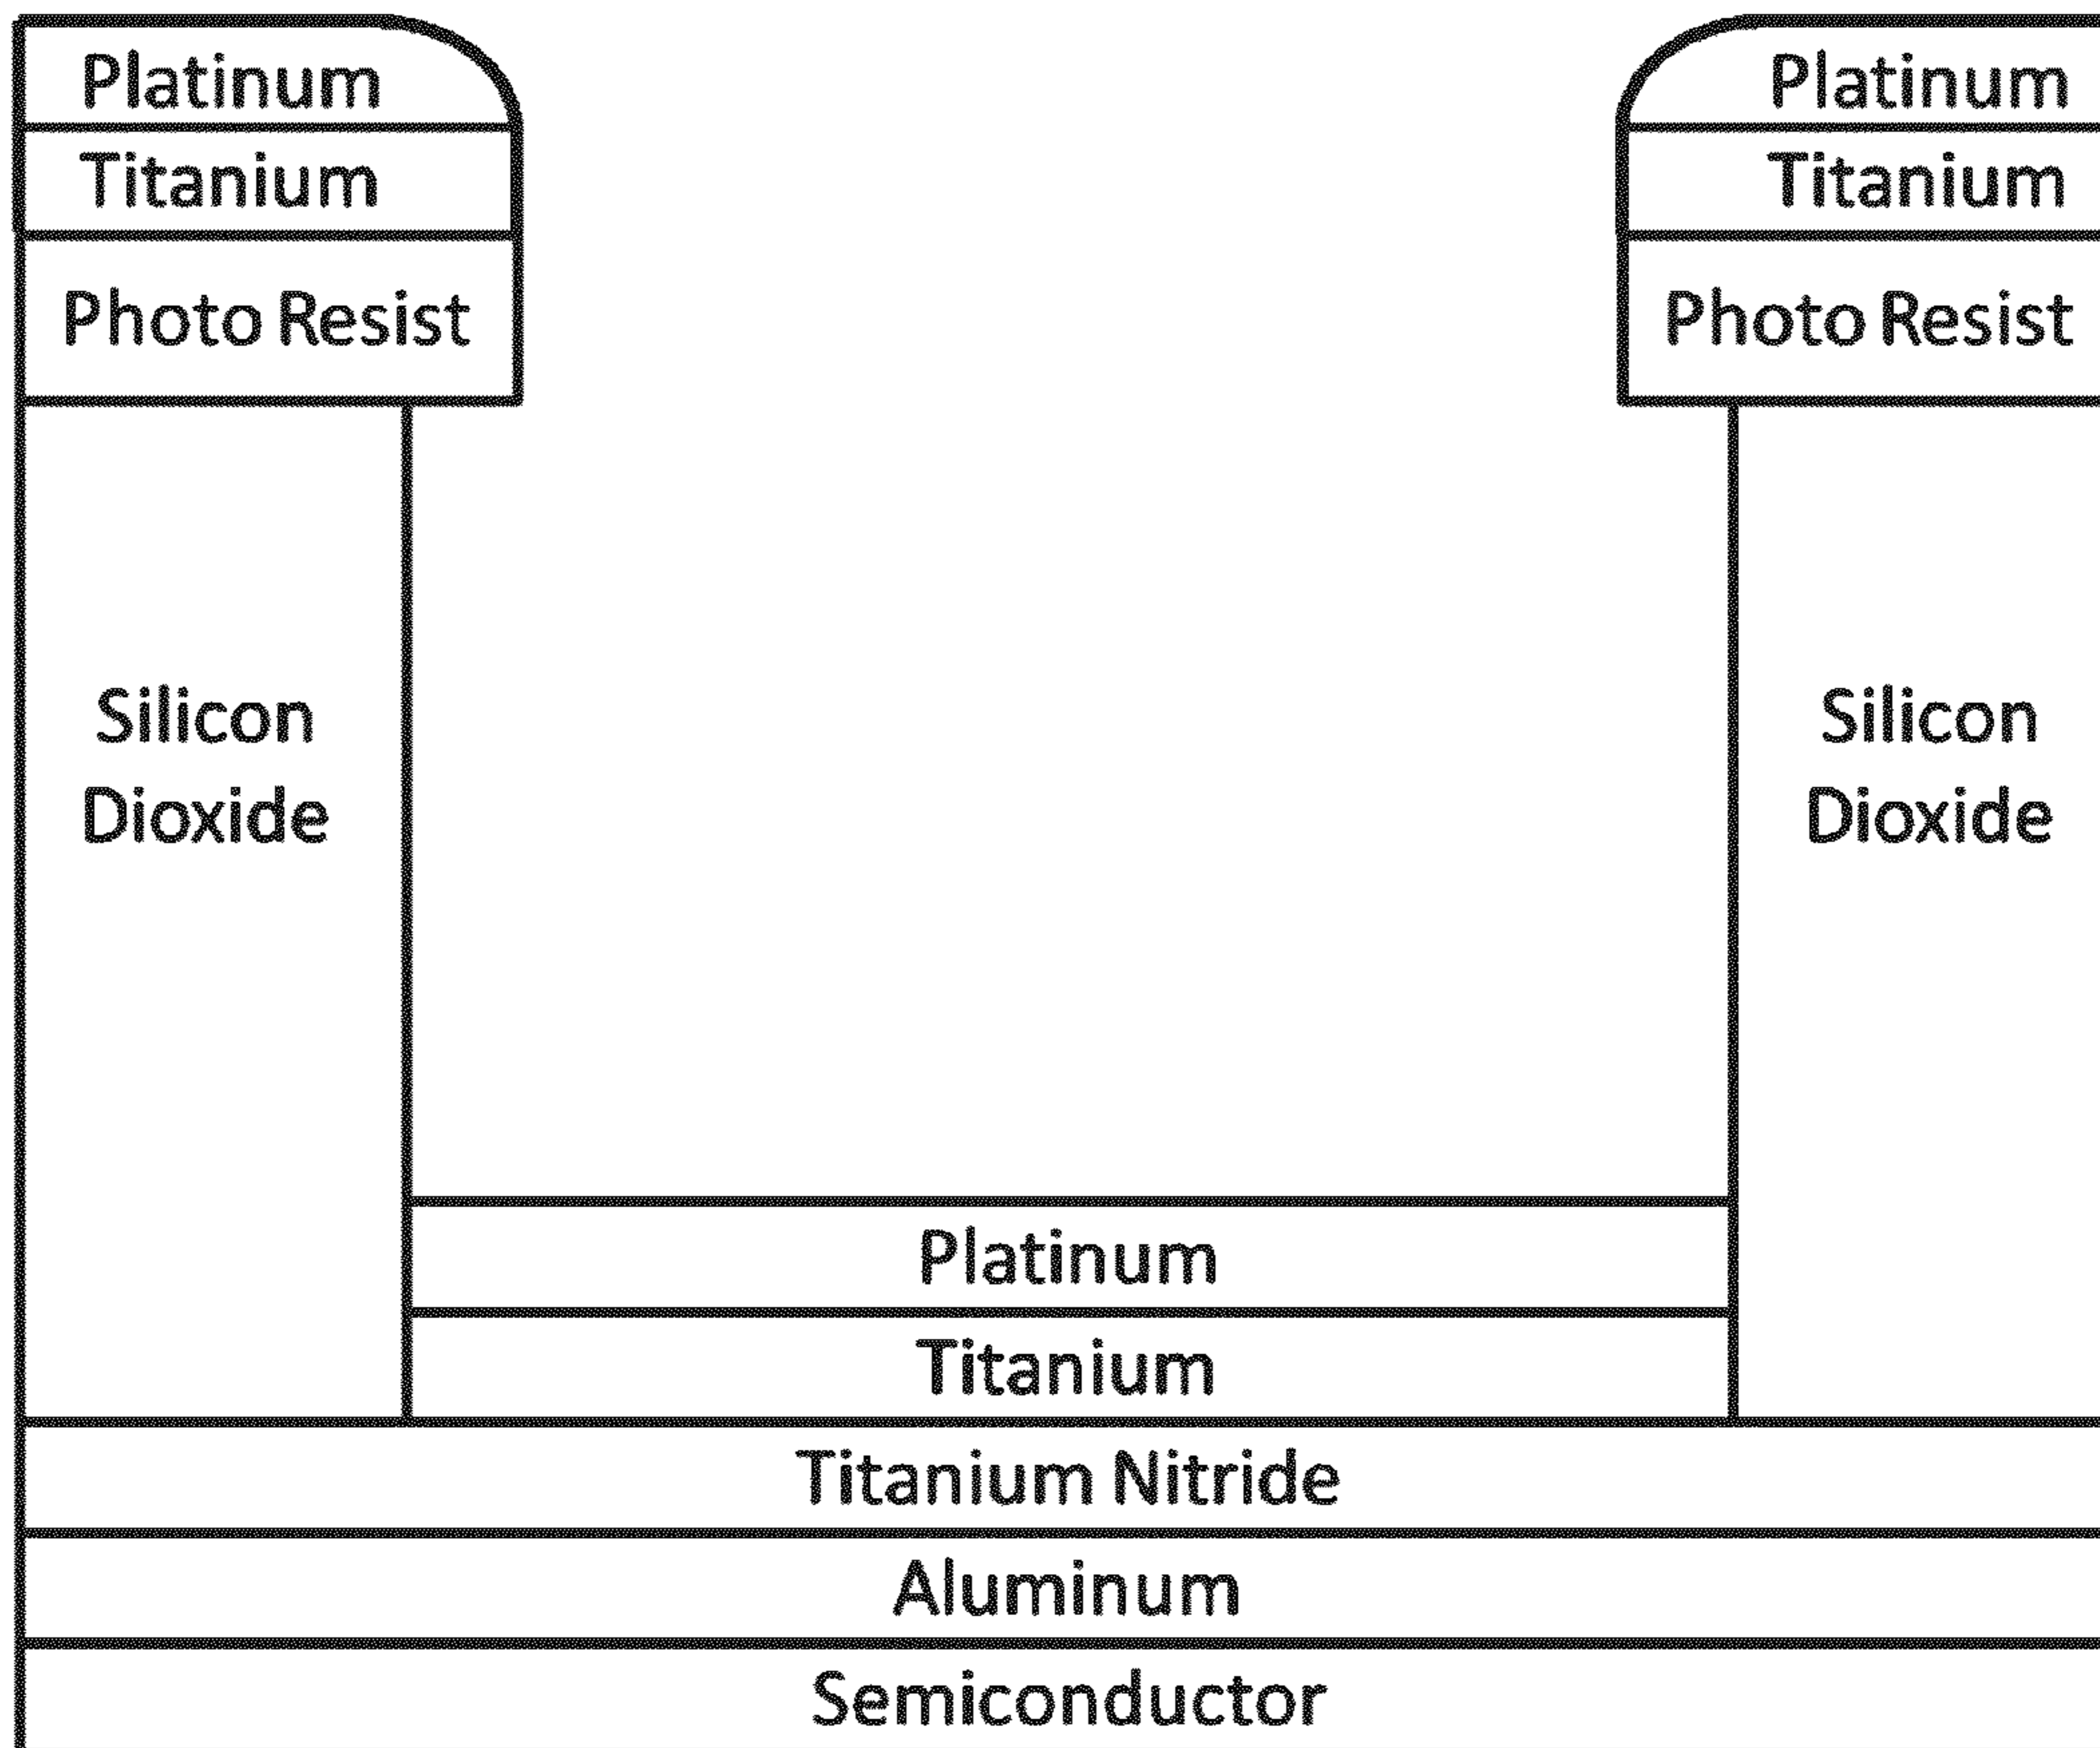 Platinum
Platinum
Titanium
Titanium
Photo Resist
Photo Resist
Silicon
Dioxide
Silicon
Dioxide
Platinum
Titanium
Titanium Nitride
Aluminum
Semiconductor